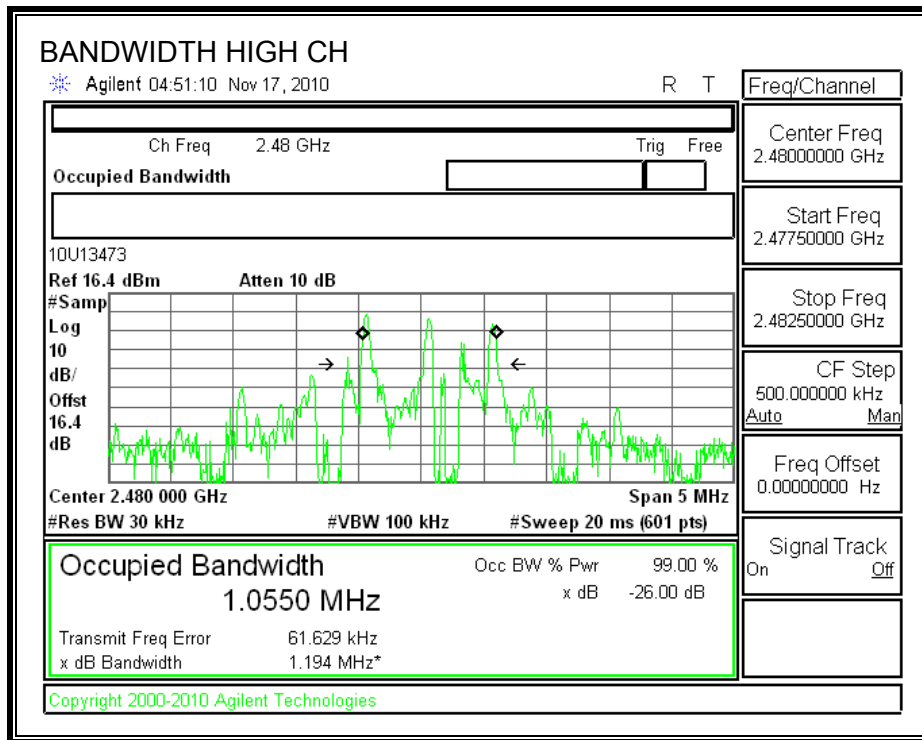 BANDWIDTH HIGH CH
Agilent 04:51:10 Nov 17, 2010 R T
Freq/Channel
Ch Freq 2.48 GHz Trig Free
Occupied Bandwidth
Center Freq
2.48000000 GHz
Start Freq
2.47750000 GHz
Stop Freq
2.48250000 GHz
CF Step
500.000000 kHz
Auto Man
Freq Offset
0.00000000 Hz
Signal Track
On Off
10U13473
Ref 16.4 dBm Atten 10 dB
#Samp
Log
10
dB/
Offst
16.4
dB
Center 2.480 000 GHz Span 5 MHz
#Res BW 30 kHz #VBW 100 kHz #Sweep 20 ms (601 pts)
Occupied Bandwidth Occ BW % Pwr 99.00 %
1.0550 MHz x dB -26.00 dB
Transmit Freq Error 61.629 kHz
x dB Bandwidth 1.194 MHz*
Copyright 2000-2010 Agilent Technologies